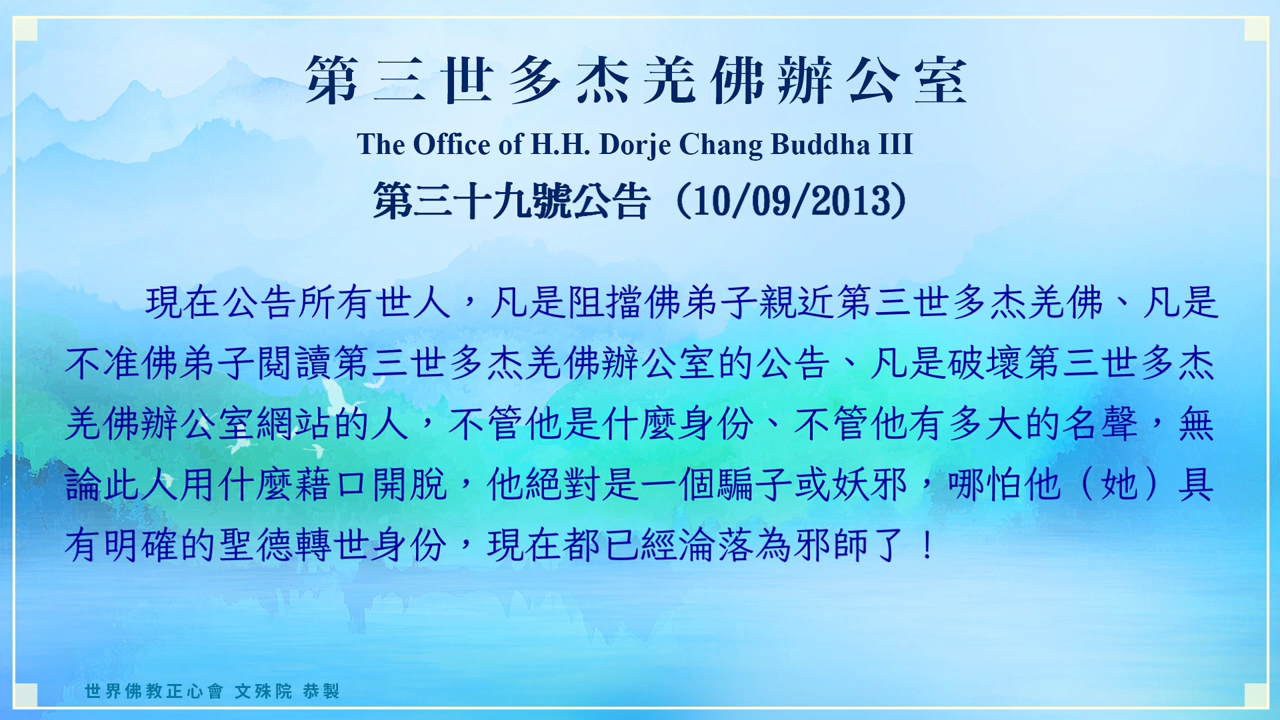 第三世多杰羌佛辦公室
The Office of H.H. Dorje Chang Buddha III
第三十九號公告（10/09/2013）
現在公告所有世人，凡是阻擋佛弟子親近第三世多杰羌佛、凡是
不准佛弟子閱讀第三世多杰羌佛辦公室的公告、凡是破壞第三世多杰
羌佛辦公室網站的人，不管他是什麼身份、不管他有多大的名聲，無
論此人用什麼藉口開脫，他絕對是一個騙子或妖邪，哪怕他（她）具
有明確的聖德轉世身份，現在都已經淪落為邪師了！
世界佛教正心會 文殊院 恭製